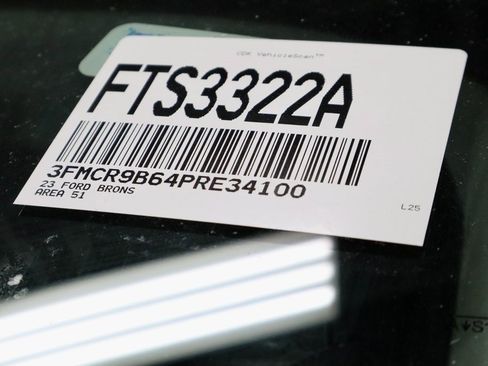 CDK VehicleScan™
FTS3322A
3FMCR9B64PRE34100
23 FORD BRONS
AREA 51
L25